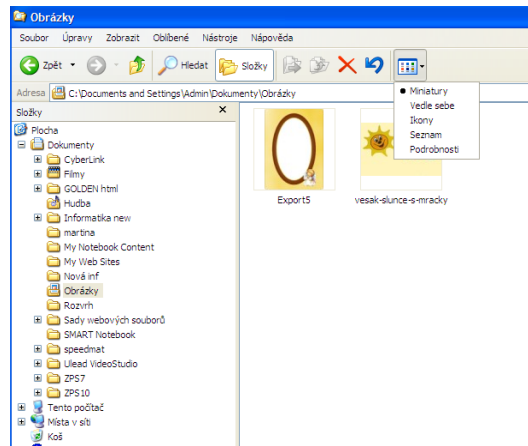 Obrázky
Soubor Úpravy Zobrazit Oblíbené Nástroje Nápověda
Zpět Hledat Složky
Adresa C:\Documents and Settings\Admin\Dokumenty\Obrázky
Miniatury
Vedle sebe
Ikony
Seznam
Podrobnosti
Složky
Plocha
Dokumenty
CyberLink
Filmy
GOLDEN html
Hudba
Informatika new
martina
My Notebook Content
My Web Sites
Nová inf
Obrázky
Rozvrh
Sady webových souborů
SMART Notebook
speedmat
Ulead VideoStudio
ZPS7
ZPS10
Tento počítač
Místa v síti
Koš
Export5
vesak-slunce-s-mracky